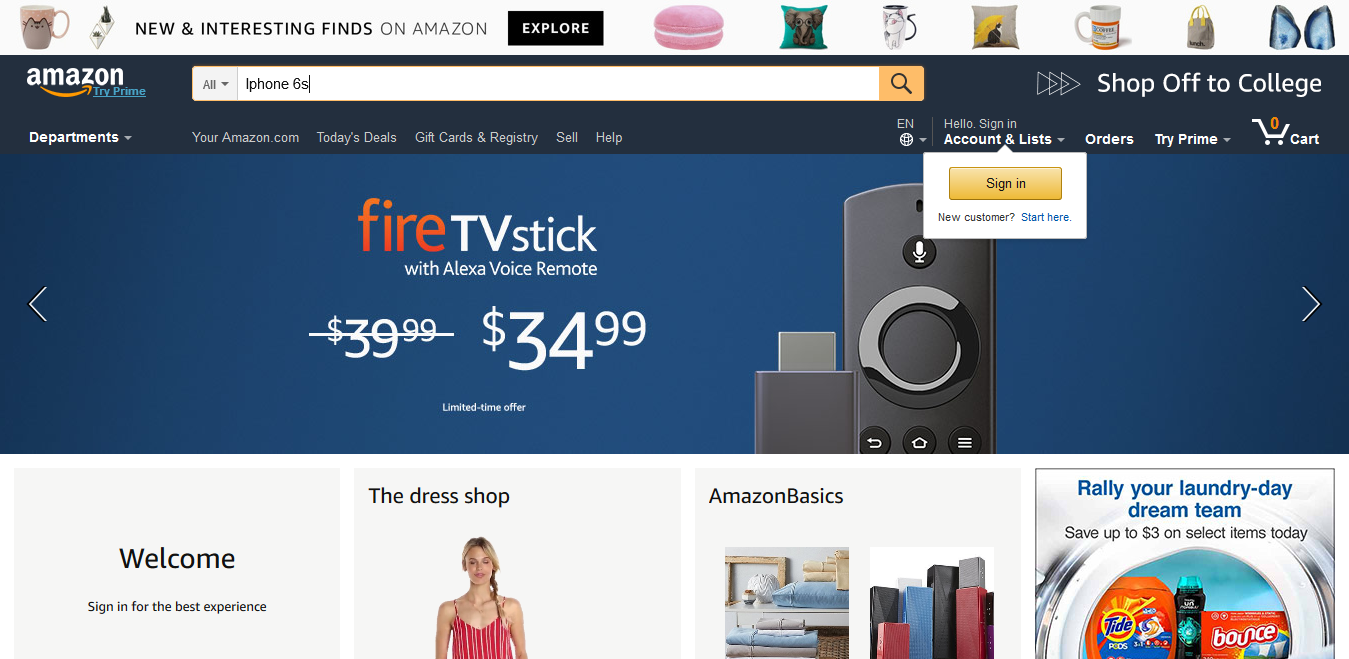 NEW & INTERESTING FINDS ON AMAZON
EXPLORE
lunch.
amazon
Try Prime
All
Iphone 6s
Shop Off to College
Departments
Your Amazon.com
Today's Deals
Gift Cards & Registry
Sell
Help
EN
Hello. Sign in
Account & Lists
Orders
Try Prime
0
Cart
Sign in
New customer? Start here.
fire TV stick
with Alexa Voice Remote
$39.99 $34.99
Limited-time offer
Welcome
Sign in for the best experience
The dress shop
AmazonBasics
Rally your laundry-day
dream team
Save up to $3 on select items today
Tide
PODS
3in1
bounce